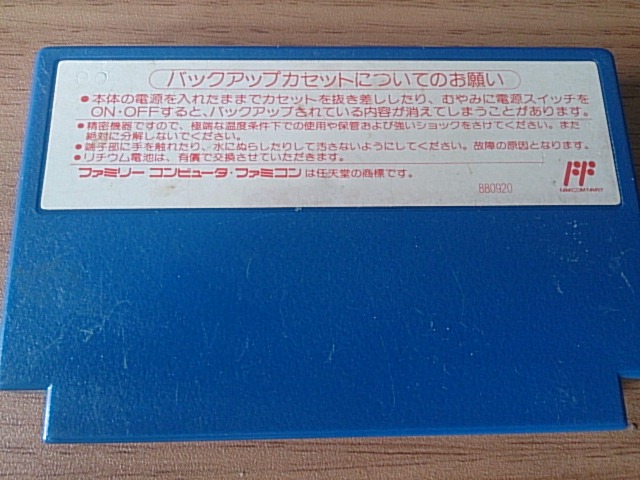 バックアップカセットについてのお願い
●本体の電源を入れたままでカセットを抜き差ししたり、むやみに電源スイッチを
ON・OFFすると、バックアップされている内容が消えてしまうことがあります。
●精密機器ですので、極端な温度条件下での使用や保管および強いショックをさけてください。また
絶対に分解しないでください。
●端子部に手を触れたり、水にぬらしたりして汚さないようにしてください。故障の原因となります。
●リチウム電池は、有償で交換させていただきます。
ファミリー コンピュータ・ファミコンは任天堂の商標です。
880920
FAMICOM FAMILY